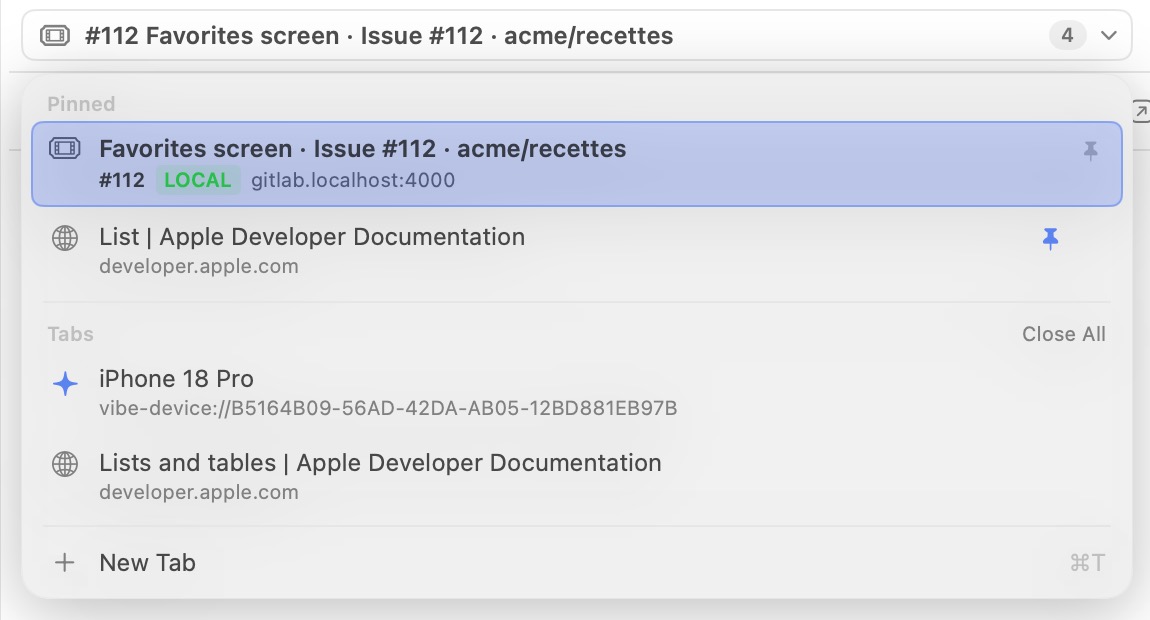 #112 Favorites screen · Issue #112 · acme/recettes 4
Pinned
Favorites screen · Issue #112 · acme/recettes
#112 LOCAL gitlab.localhost:4000
List | Apple Developer Documentation
developer.apple.com
Tabs Close All
iPhone 18 Pro
vibe-device://B5164B09-56AD-42DA-AB05-12BD881EB97B
Lists and tables | Apple Developer Documentation
developer.apple.com
New Tab ⌘T